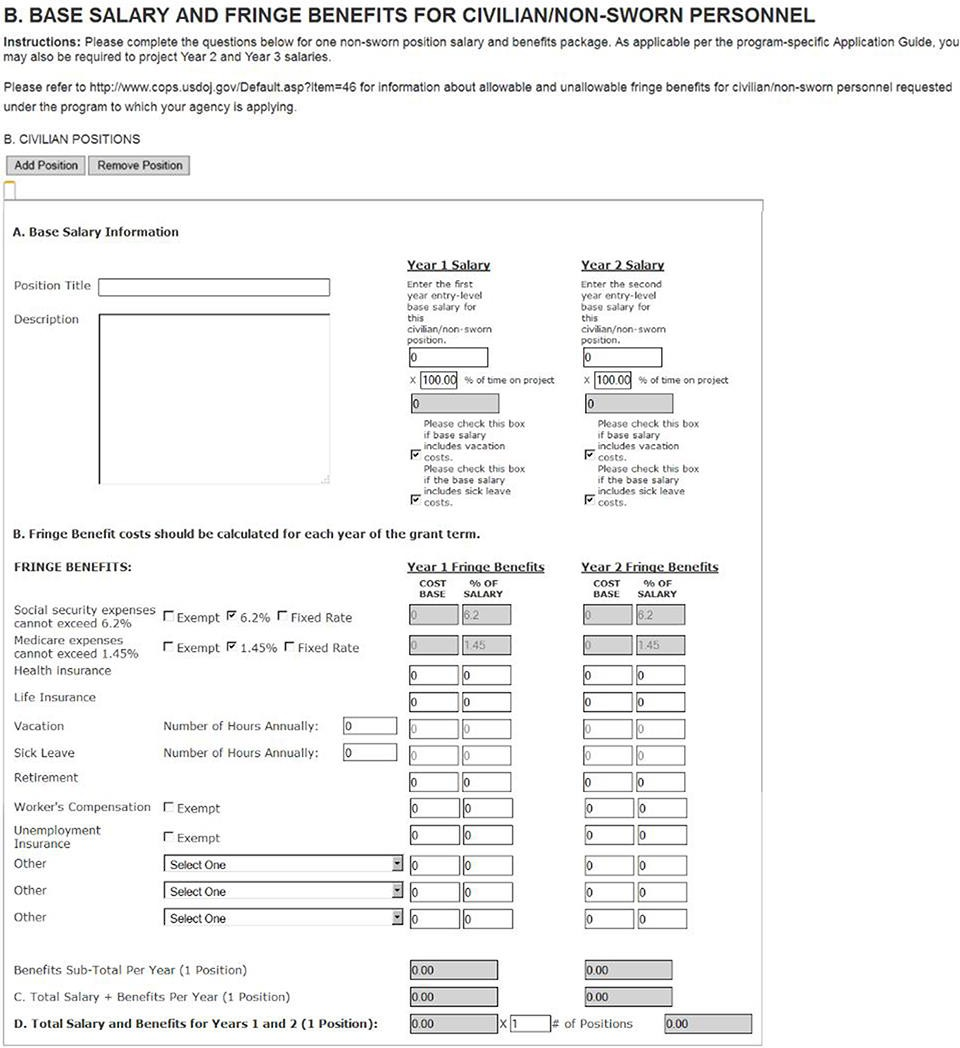 B. BASE SALARY AND FRINGE BENEFITS FOR CIVILIAN/NON-SWORN PERSONNEL
Instructions: Please complete the questions below for one non-sworn position salary and benefits package. As applicable per the program-specific Application Guide, you
may also be required to project Year 2 and Year 3 salaries.
Please refer to http://www.cops.usdoj.gov/Default.asp?Item=46 for information about allowable and unallowable fringe benefits for civilian/non-sworn personnel requested
under the program to which your agency is applying.
B. CIVILIAN POSITIONS
Add Position Remove Position
A. Base Salary Information
Position Title
Description
Year 1 Salary
Enter the first
year entry-level
base salary for
this
civilian/non-sworn
position.
0
X 100.00 % of time on project
0
Please check this box
if base salary
includes vacation
costs.
Please check this box
if the base salary
includes sick leave
costs.
Year 2 Salary
Enter the second
year entry-level
base salary for
this
civilian/non-sworn
position.
0
X 100.00 % of time on project
0
Please check this box
if base salary
includes vacation
costs.
Please check this box
if the base salary
includes sick leave
costs.
B. Fringe Benefit costs should be calculated for each year of the grant term.
FRINGE BENEFITS: Year 1 Fringe Benefits Year 2 Fringe Benefits
COST % OF COST % OF
BASE SALARY BASE SALARY
Social security expenses
cannot exceed 6.2% Exempt 6.2% Fixed Rate 0 6.2 0 6.2
Medicare expenses
cannot exceed 1.45% Exempt 1.45% Fixed Rate 0 1.45 0 1.45
Health insurance 0 0 0 0
Life Insurance 0 0 0 0
Vacation Number of Hours Annually: 0 0 0 0 0
Sick Leave Number of Hours Annually: 0 0 0 0 0
Retirement 0 0 0 0
Worker's Compensation Exempt 0 0 0 0
Unemployment
Insurance Exempt 0 0 0 0
Other Select One 0 0 0 0
Other Select One 0 0 0 0
Other Select One 0 0 0 0
Benefits Sub-Total Per Year (1 Position) 0.00 0.00
C. Total Salary + Benefits Per Year (1 Position) 0.00 0.00
D. Total Salary and Benefits for Years 1 and 2 (1 Position): 0.00 X 1 # of Positions 0.00